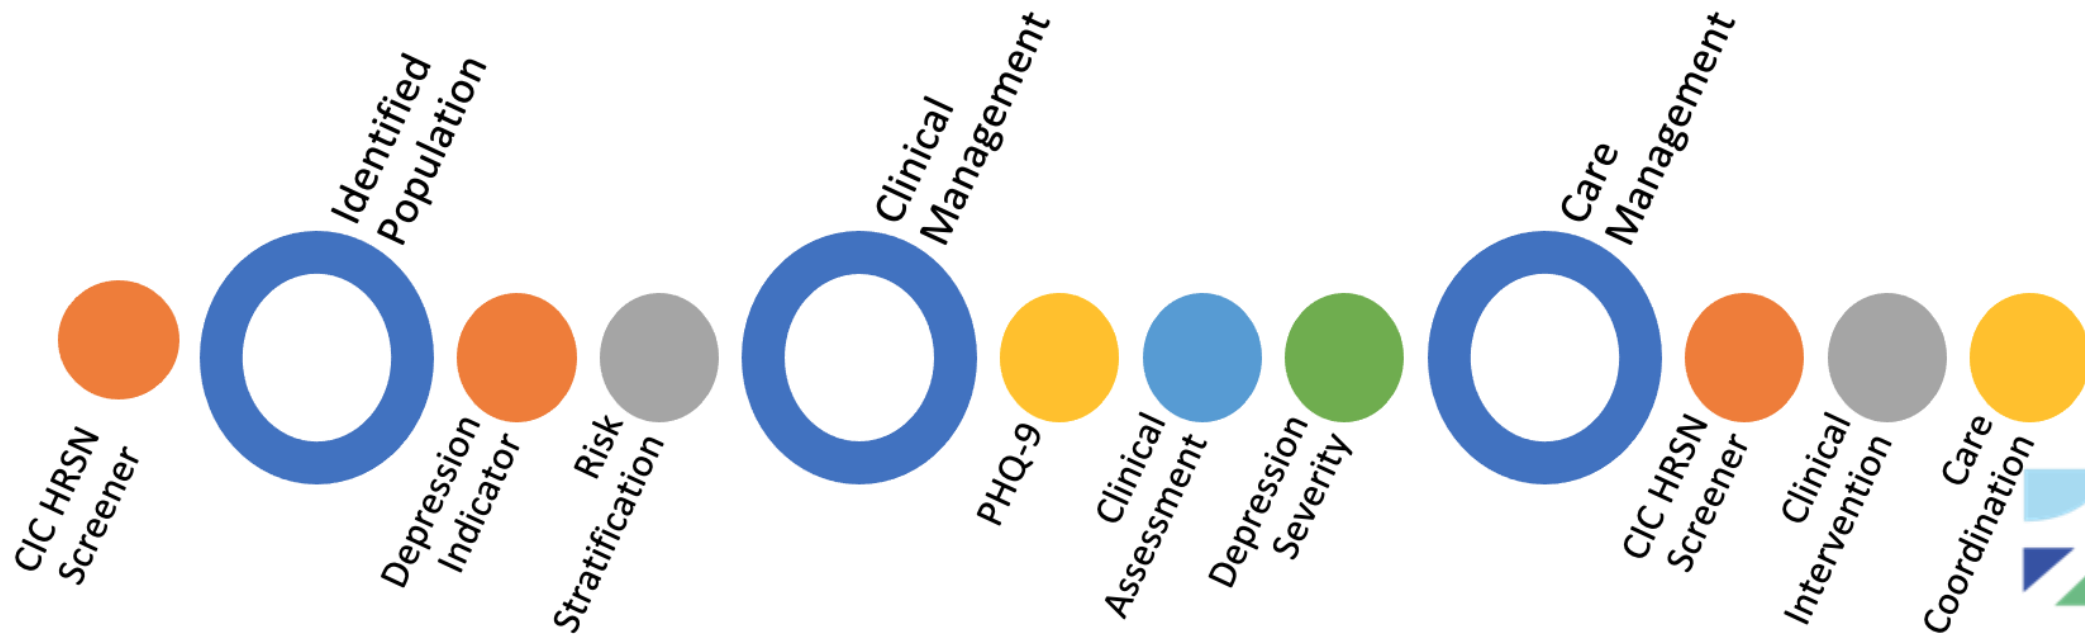 Identified
Population
Clinical
Management
Care
Management
CIC HRSN
Screener
Depression
Indicator
Risk
Stratification
PHQ-9
Clinical
Assessment
Depression
Severity
CIC HRSN
Screener
Clinical
Intervention
Care
Coordination